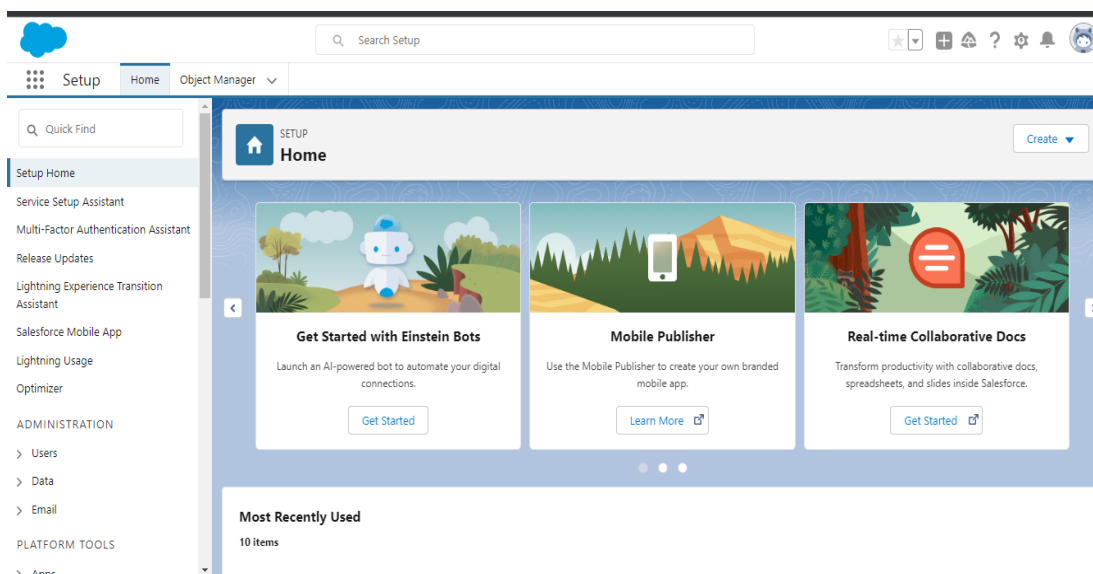 Search Setup
Setup
Home
Object Manager
Quick Find
Setup Home
Service Setup Assistant
Multi-Factor Authentication Assistant
Release Updates
Lightning Experience Transition
Assistant
Salesforce Mobile App
Lightning Usage
Optimizer
ADMINISTRATION
Users
Data
Email
PLATFORM TOOLS
Apps
SETUP
Home
Create
Get Started with Einstein Bots
Launch an AI-powered bot to automate your digital
connections.
Get Started
Mobile Publisher
Use the Mobile Publisher to create your own branded
mobile app.
Learn More
Real-time Collaborative Docs
Transform productivity with collaborative docs,
spreadsheets, and slides inside Salesforce.
Get Started
Most Recently Used
10 items